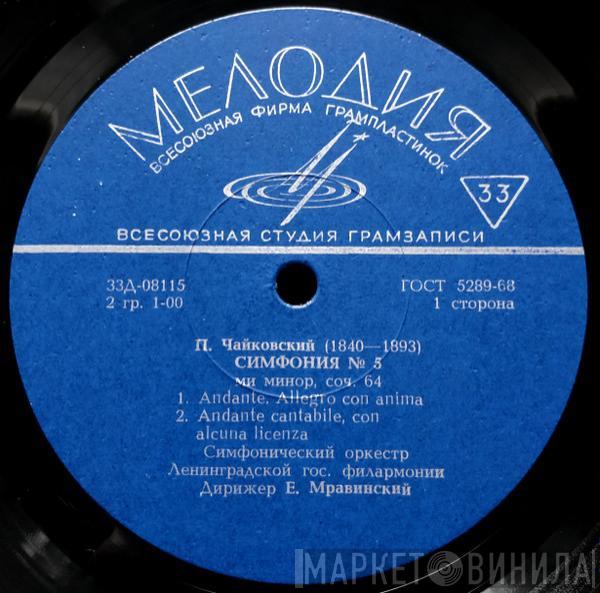 МЕЛОДИЯ
ВСЕСОЮЗНАЯ ФИРМА ГРАМПЛАСТИНОК
33
ВСЕСОЮЗНАЯ СТУДИЯ ГРАМЗАПИСИ
33Д-08115
ГОСТ 5289-68
2 гр. 1-00
1 сторона
П. Чайковский (1840—1893)
СИМФОНИЯ № 5
ми минор, соч. 64
1. Andante. Allegro con anima
2. Andante cantabile, con
alcuna licenza
Симфонический оркестр
Ленинградской гос. филармонии
Дирижер Е. Мравинский
МАРКЕТ ВИНИЛА